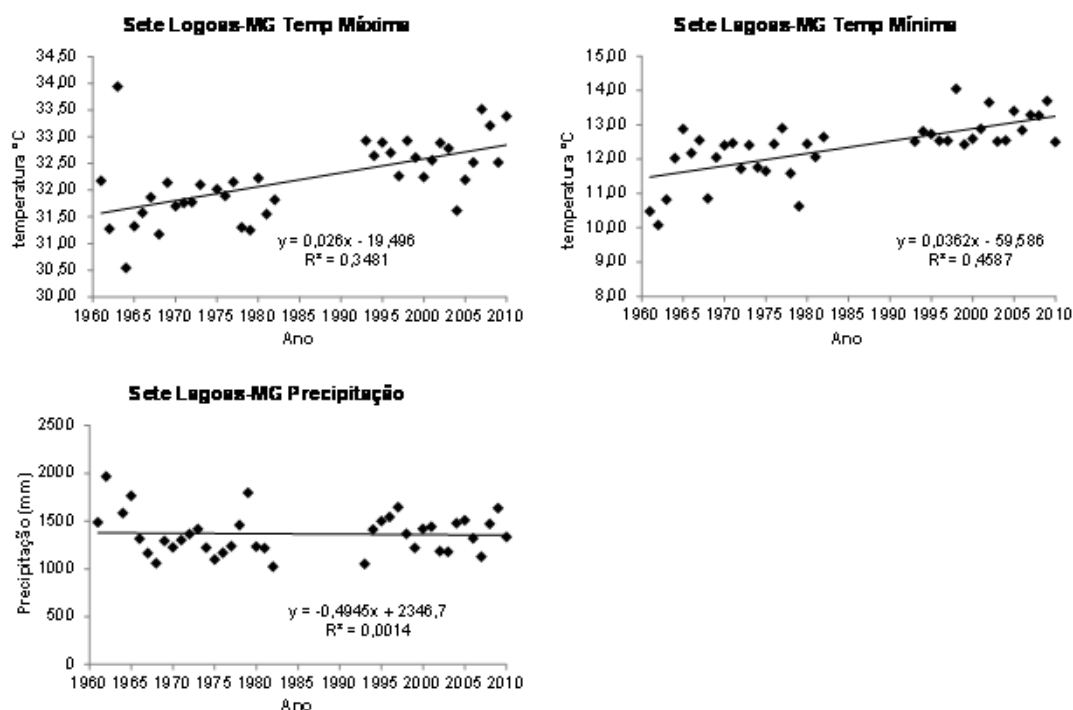 Sete Logoas-MG Temp Máxima
34,50
34,00
33,50
33,00
32,50
32,00
31,50
31,00
30,50
30,00
temperatura °C
y = 0,026x - 19,496
R² = 0,3481
1960 1965 1970 1975 1980 1985 1990 1995 2000 2005 2010
Ano
Sete Lagoas-MG Temp Mínima
15,00
14,00
13,00
12,00
11,00
10,00
9,00
8,00
temperatura °C
y = 0,0362x - 59,586
R² = 0,4587
1960 1965 1970 1975 1980 1985 1990 1995 2000 2005 2010
Ano
Sete Lagoas-MG Precipitação
2500
2000
1500
1000
500
0
Precipitação (mm)
y = -0,4945x + 2346,7
R² = 0,0014
1960 1965 1970 1975 1980 1985 1990 1995 2000 2005 2010
Ano